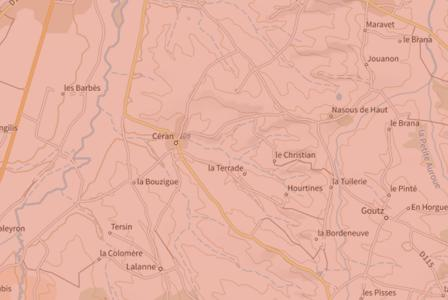 Maravet
le Brana
Jouanon
les Barbès
Nasous de Haut
le Brana
Céran
le Christian
la Terrade
la Bouzigue
la Tuilerie
Hourtines
le Pinté
Goutz
En Horgue
Tersin
la Bordeneuve
la Colomère
Lalanne
D115
les Pisses